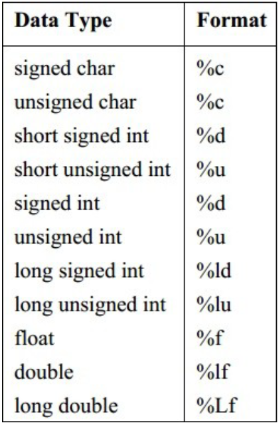 Data Type Format
signed char %c
unsigned char %c
short signed int %d
short unsigned int %u
signed int %d
unsigned int %u
long signed int %ld
long unsigned int %lu
float %f
double %lf
long double %Lf